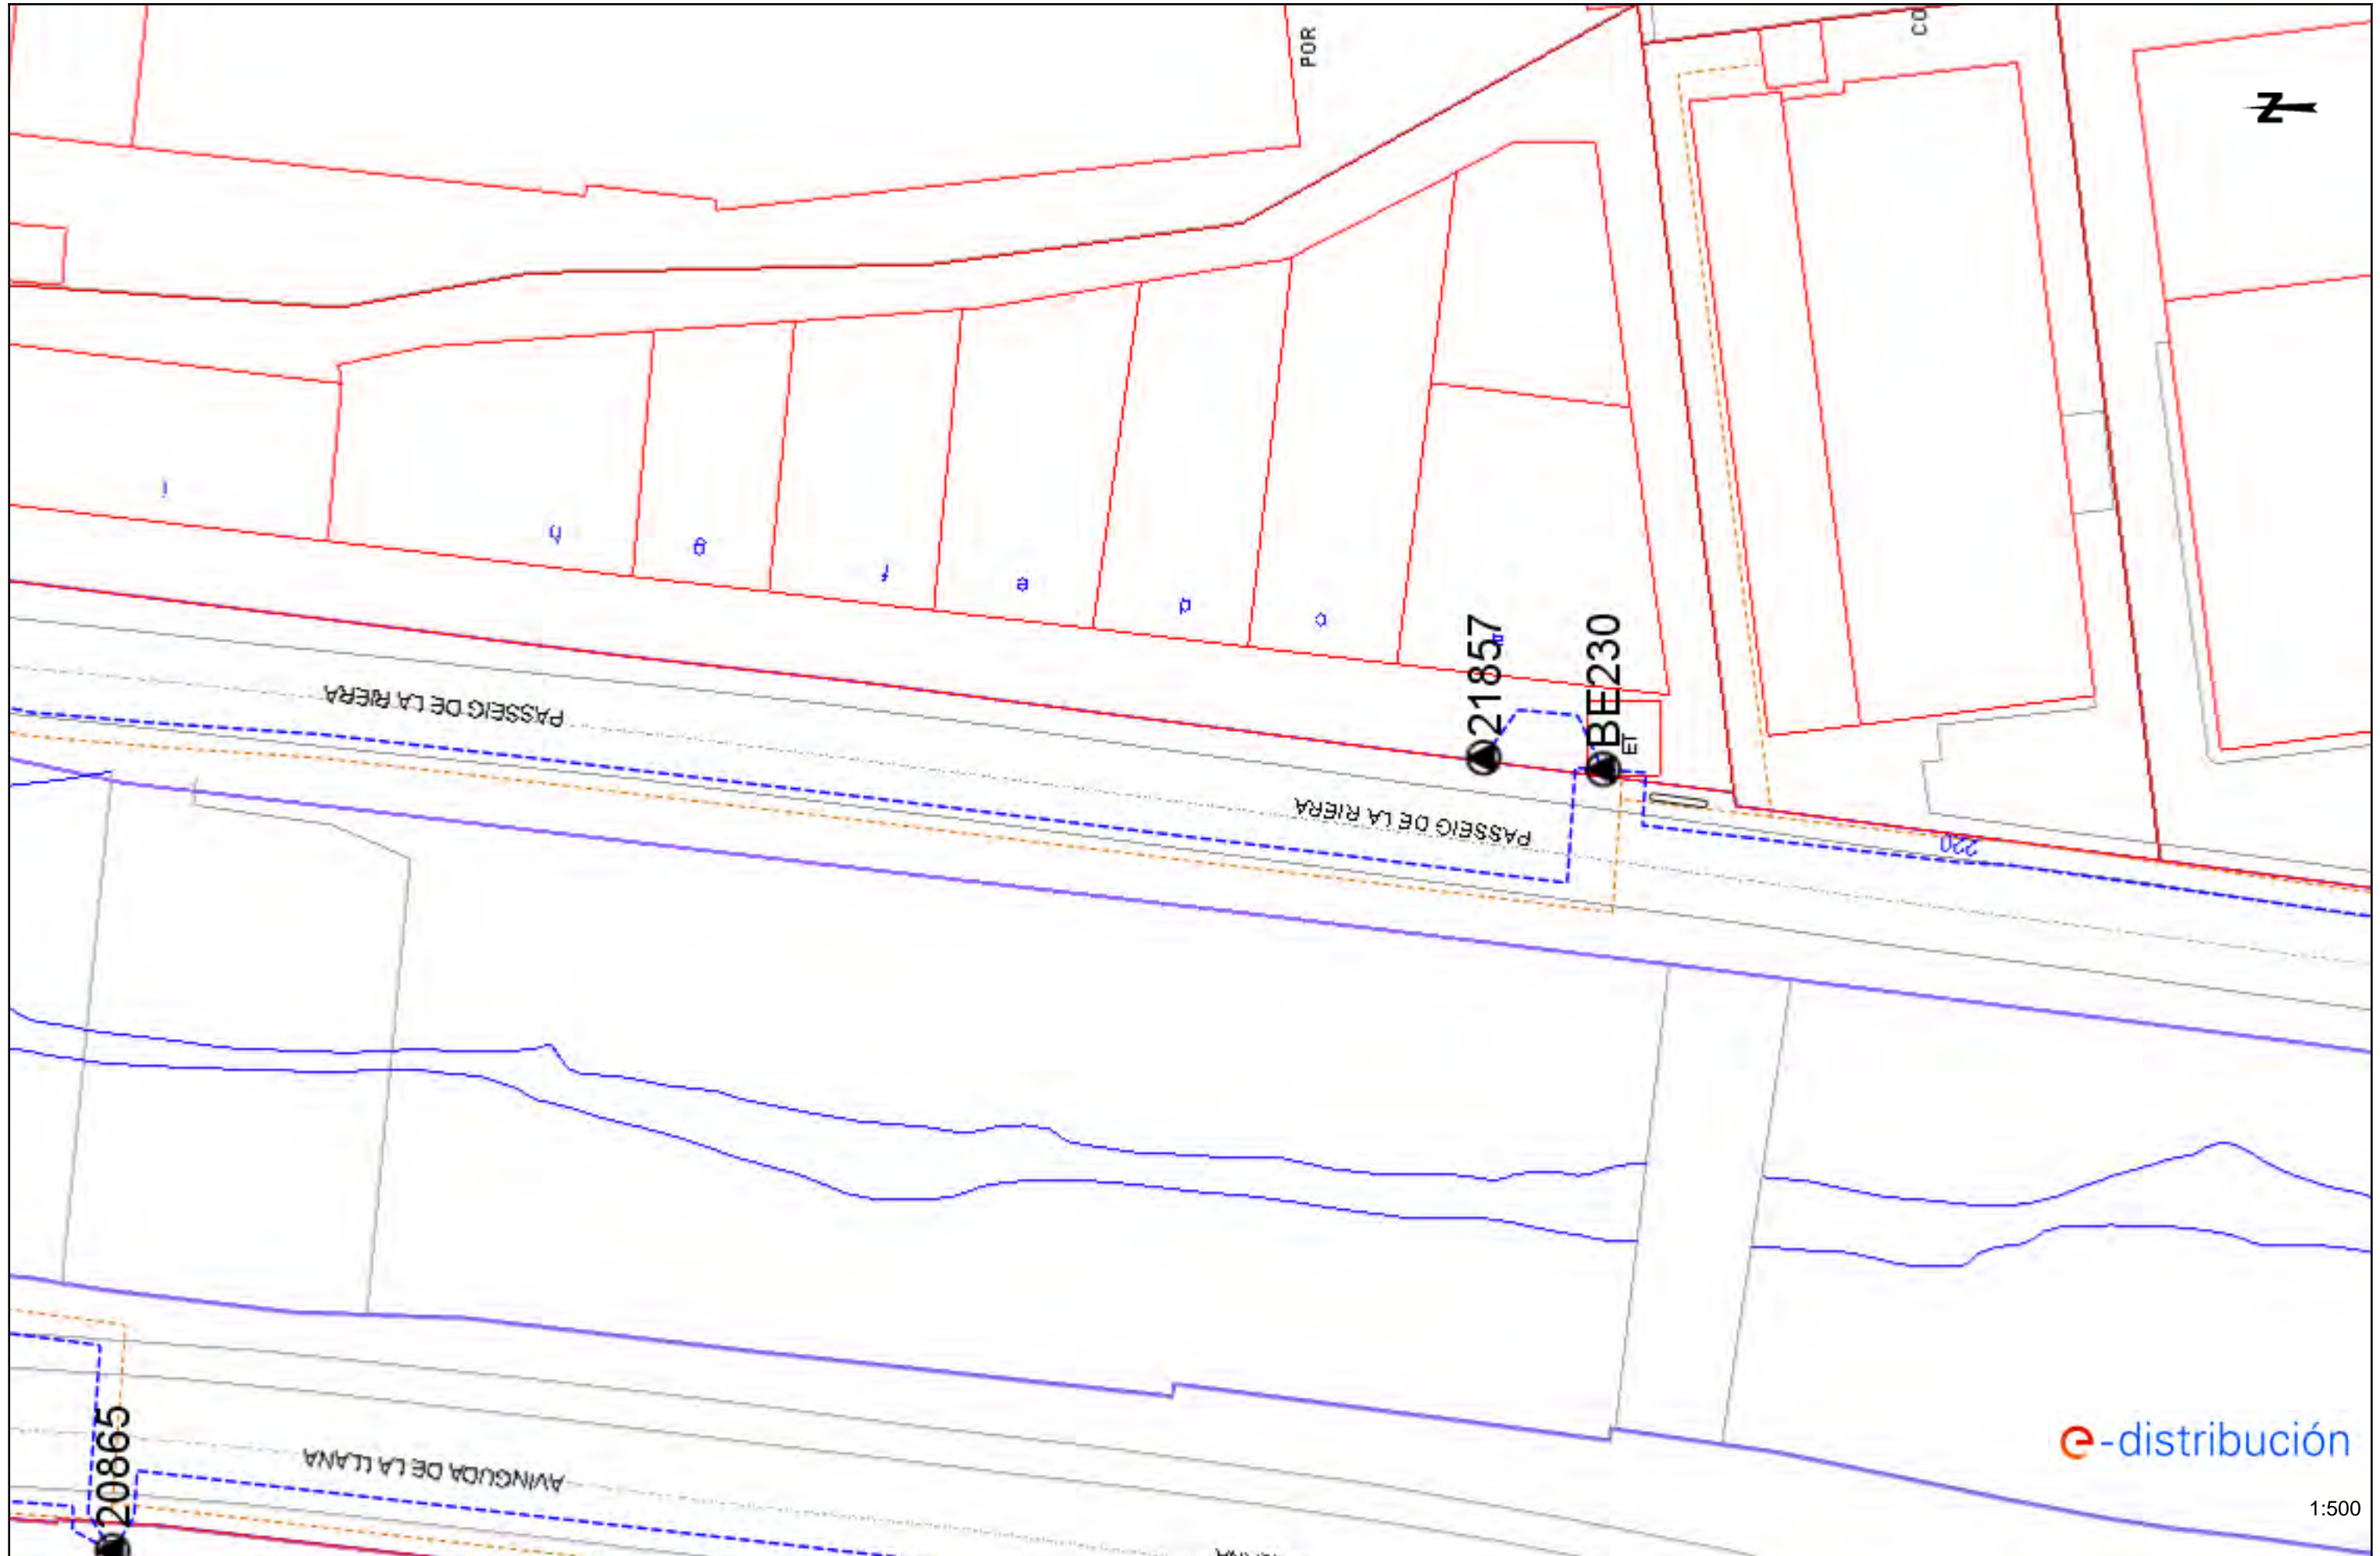 POR
CO
Z
i
h
g
f
e
d
c
21857
BE230
ET
PASSEIG DE LA RIERA
PASSEIG DE LA RIERA
220
20865
AVINGUDA DE LA LLANA
e-distribución
1:500